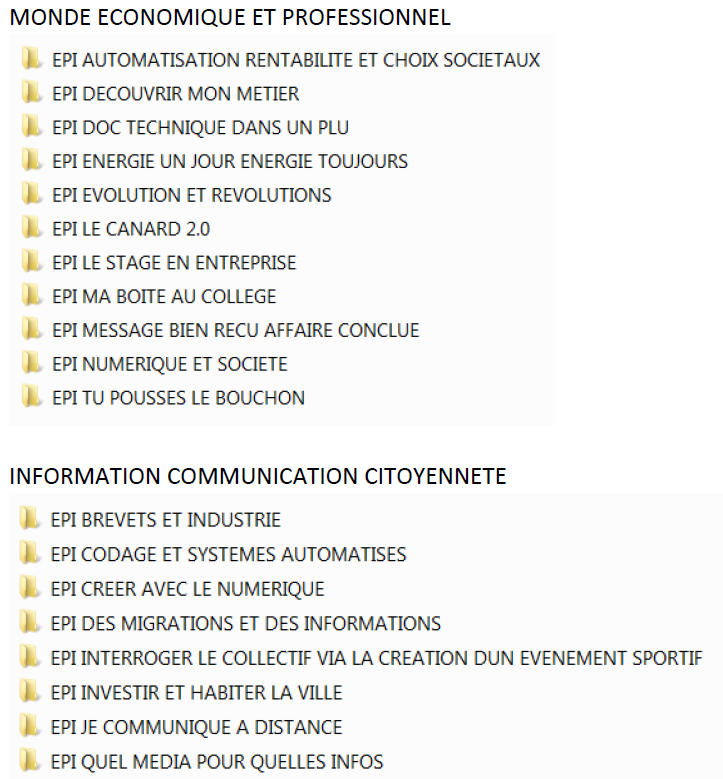 MONDE ECONOMIQUE ET PROFESSIONNEL
EPI AUTOMATISATION RENTABILITE ET CHOIX SOCIETAUX
EPI DECOUVRIR MON METIER
EPI DOC TECHNIQUE DANS UN PLU
EPI ENERGIE UN JOUR ENERGIE TOUJOURS
EPI EVOLUTION ET REVOLUTIONS
EPI LE CANARD 2.0
EPI LE STAGE EN ENTREPRISE
EPI MA BOITE AU COLLEGE
EPI MESSAGE BIEN RECU AFFAIRE CONCLUE
EPI NUMERIQUE ET SOCIETE
EPI TU POUSSES LE BOUCHON
INFORMATION COMMUNICATION CITOYENNETE
EPI BREVETS ET INDUSTRIE
EPI CODAGE ET SYSTEMES AUTOMATISES
EPI CREER AVEC LE NUMERIQUE
EPI DES MIGRATIONS ET DES INFORMATIONS
EPI INTERROGER LE COLLECTIF VIA LA CREATION DUN EVENEMENT SPORTIF
EPI INVESTIR ET HABITER LA VILLE
EPI JE COMMUNIQUE A DISTANCE
EPI QUEL MEDIA POUR QUELLES INFOS